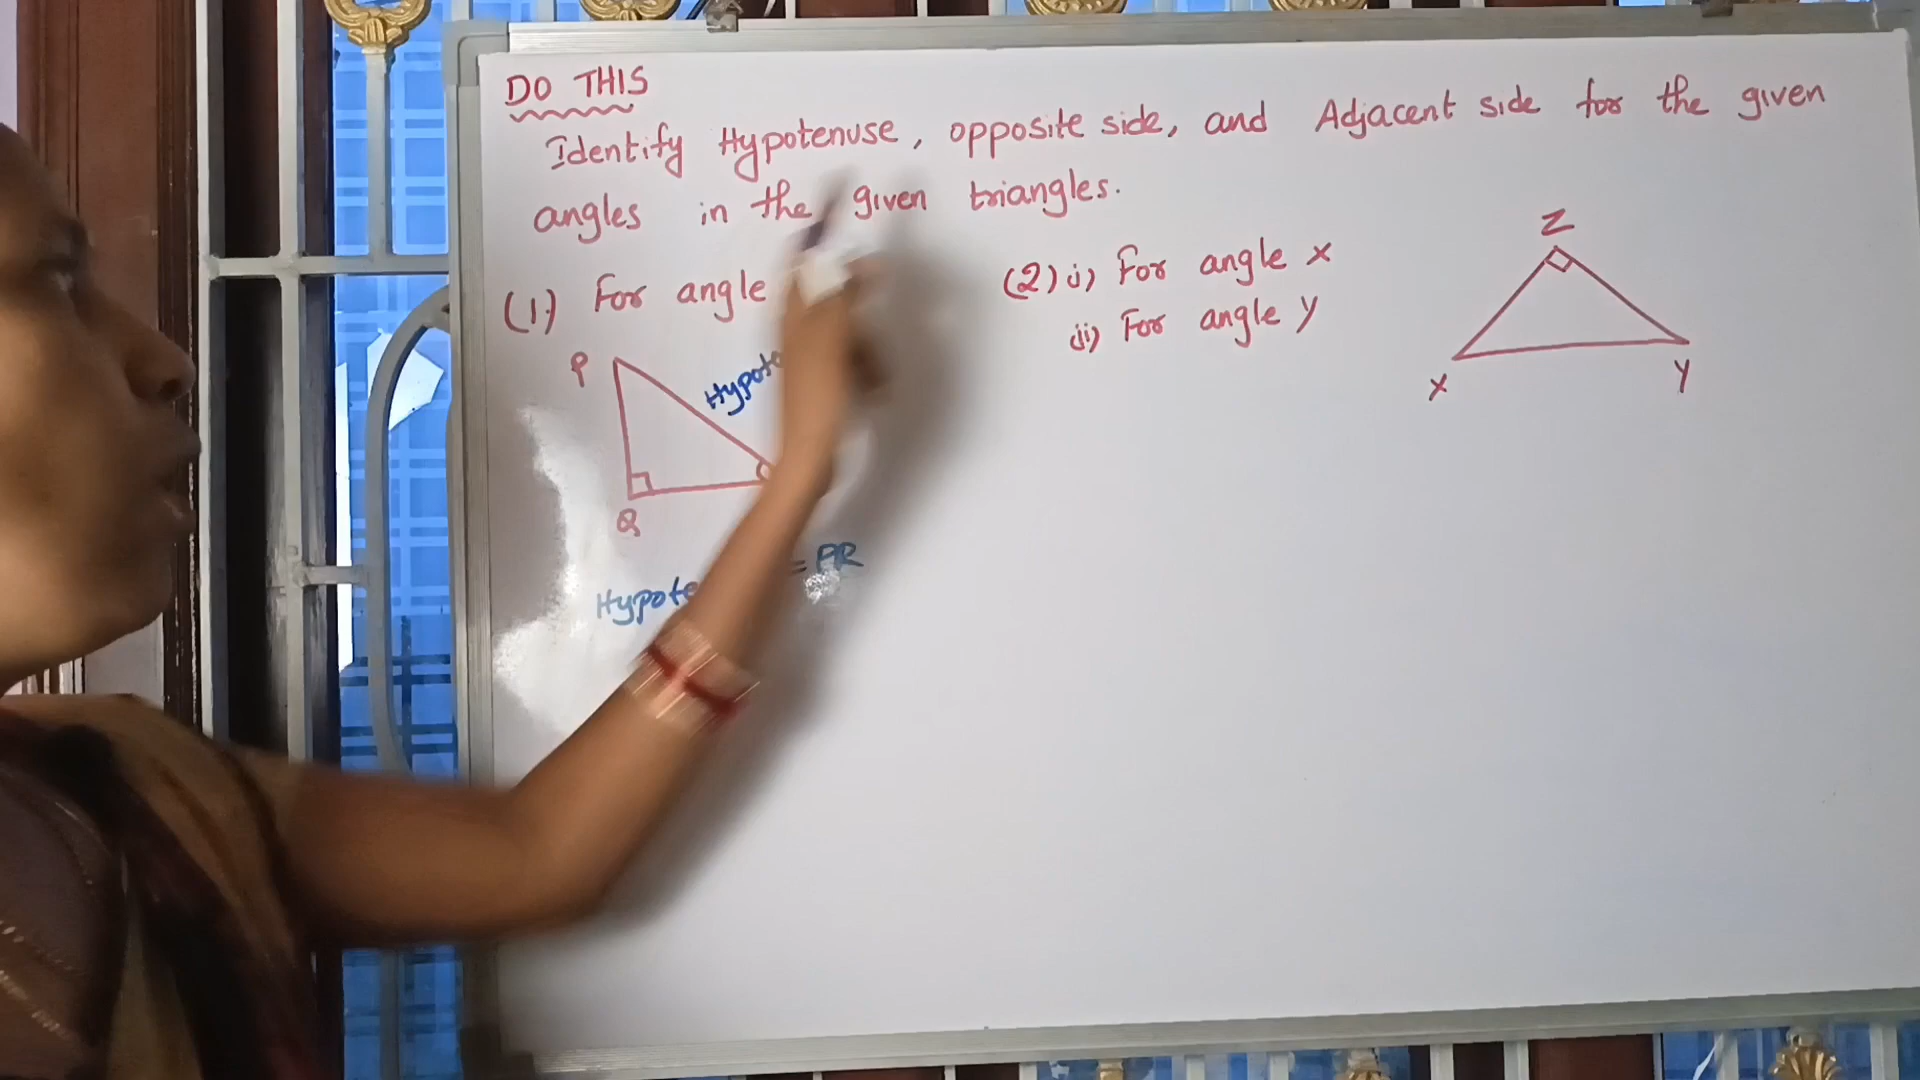 DO THIS
Identify Hypotenuse, opposite side, and Adjacent side for the given
angles in the given triangles.
(1) For angle
(2) i) For angle X
ii) For angle Y
Z
X
Y
P
Hypote
Q
Hypote = PR